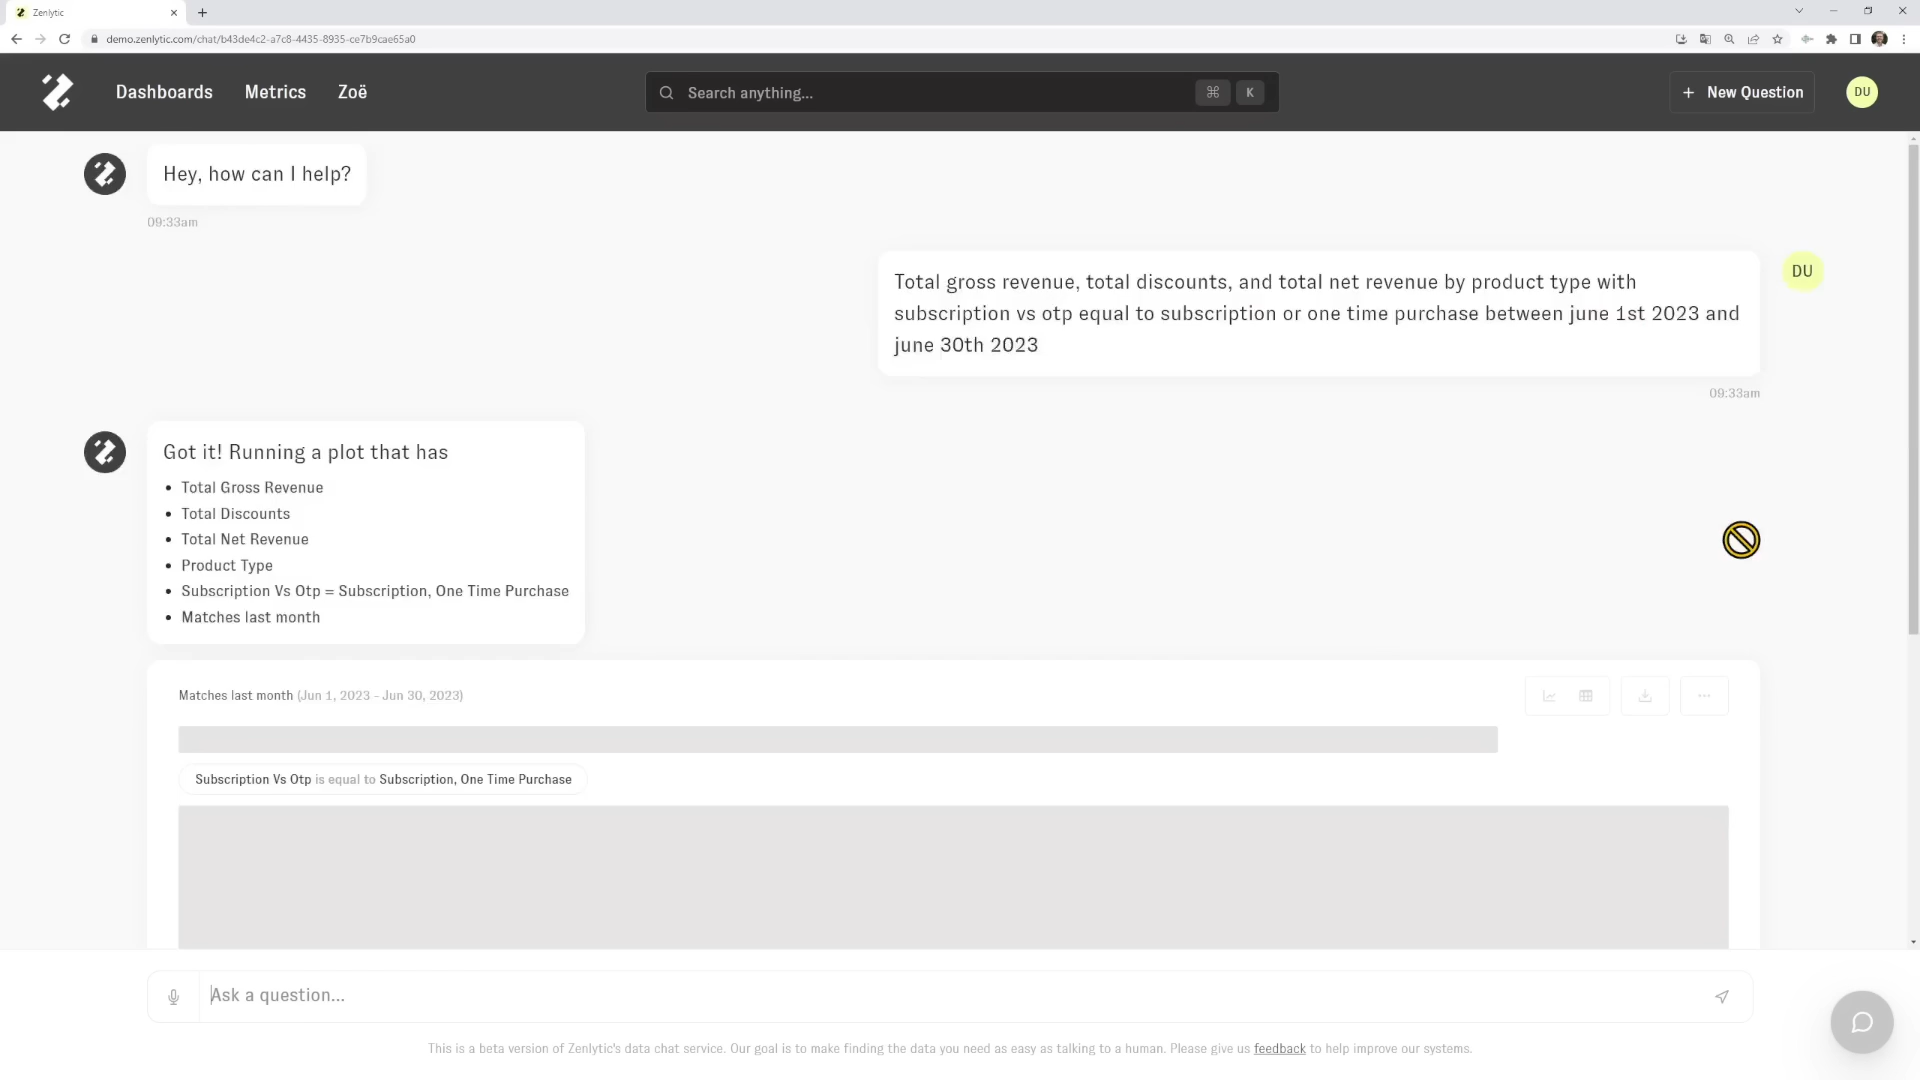 Zenlytic
demo.zenlytic.com/chat/b43de4c2-a7c8-4435-8935-ce7b9cae65a0
Dashboards Metrics Zoë Search anything... ⌘ K + New Question DU
Hey, how can I help?
09:33am
Total gross revenue, total discounts, and total net revenue by product type with
subscription vs otp equal to subscription or one time purchase between june 1st 2023 and
june 30th 2023
DU
09:33am
Got it! Running a plot that has
• Total Gross Revenue
• Total Discounts
• Total Net Revenue
• Product Type
• Subscription Vs Otp = Subscription, One Time Purchase
• Matches last month
Matches last month (Jun 1, 2023 - Jun 30, 2023)
Subscription Vs Otp is equal to Subscription, One Time Purchase
Ask a question...
This is a beta version of Zenlytic's data chat service. Our goal is to make finding the data you need as easy as talking to a human. Please give us feedback to help improve our systems.